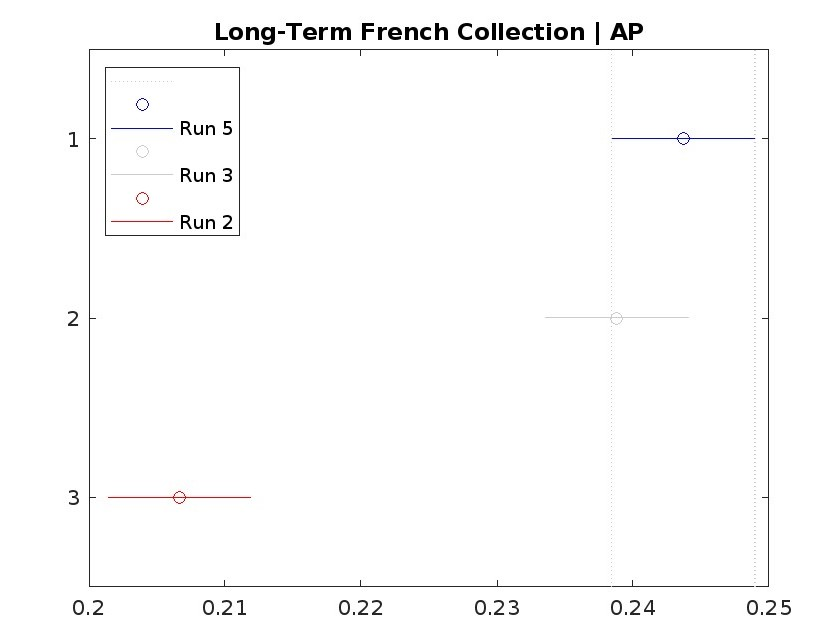 Long-Term French Collection | AP
Run 5
Run 3
Run 2
1
2
3
0.2 0.21 0.22 0.23 0.24 0.25